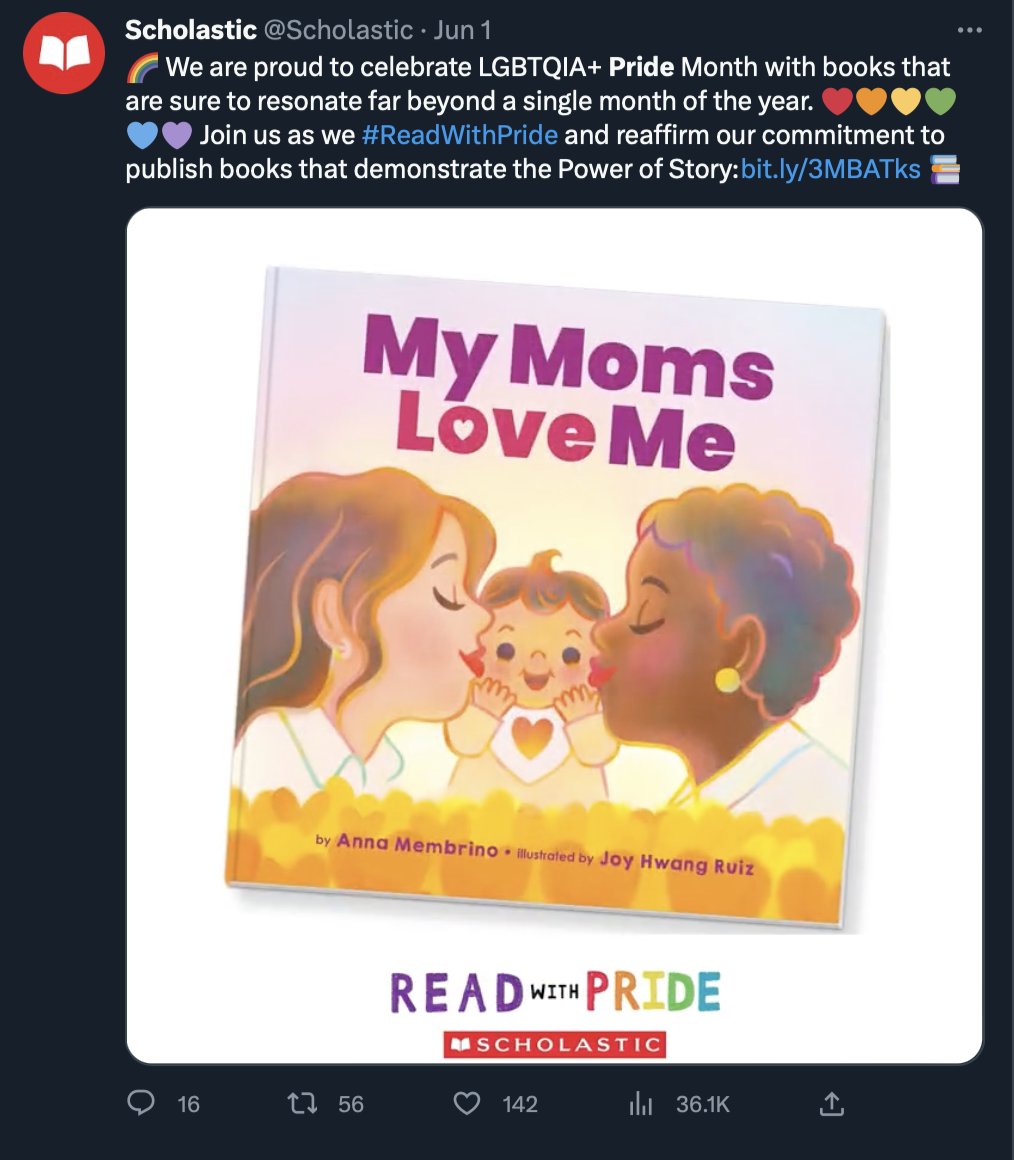 Scholastic @Scholastic · Jun 1
🌈 We are proud to celebrate LGBTQIA+ Pride Month with books that
are sure to resonate far beyond a single month of the year. ❤️🧡💛💚
💙💜 Join us as we #ReadWithPride and reaffirm our commitment to
publish books that demonstrate the Power of Story:bit.ly/3MBATks 📚
My Moms
Love Me
by Anna Membrino • illustrated by Joy Hwang Ruiz
READ WITH PRIDE
SCHOLASTIC
16 56 142 36.1K